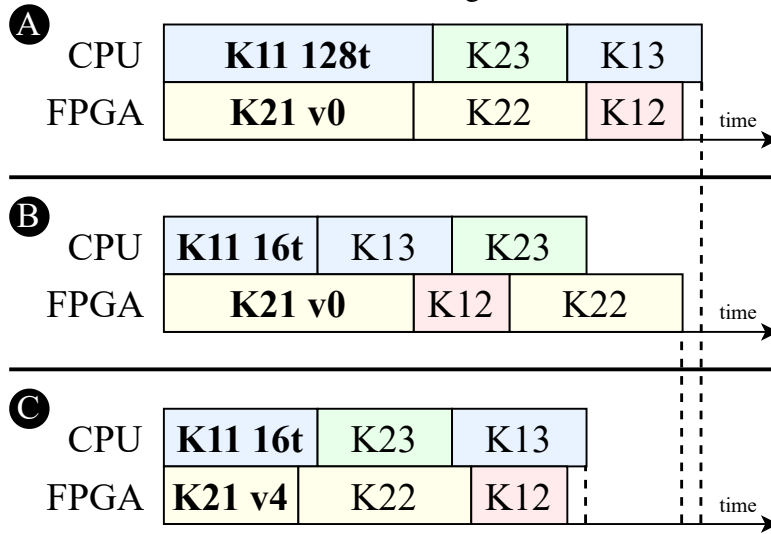 A
CPU K11 128t K23 K13
FPGA K21 v0 K22 K12 time
B
CPU K11 16t K13 K23
FPGA K21 v0 K12 K22 time
C
CPU K11 16t K23 K13
FPGA K21 v4 K22 K12 time